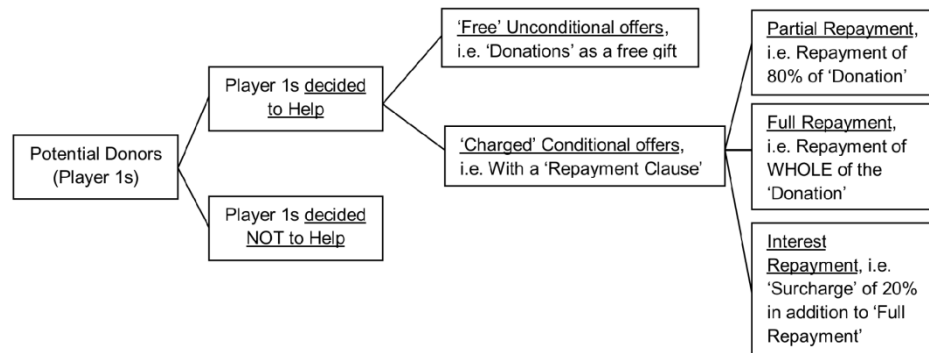 Potential Donors
(Player 1s)
Player 1s decided
to Help
Player 1s decided
NOT to Help
‘Free’ Unconditional offers,
i.e. ‘Donations’ as a free gift
‘Charged’ Conditional offers,
i.e. With a ‘Repayment Clause’
Partial Repayment,
i.e. Repayment of
80% of ‘Donation’
Full Repayment,
i.e. Repayment of
WHOLE of the
‘Donation’
Interest
Repayment, i.e.
‘Surcharge’ of 20%
in addition to ‘Full
Repayment’